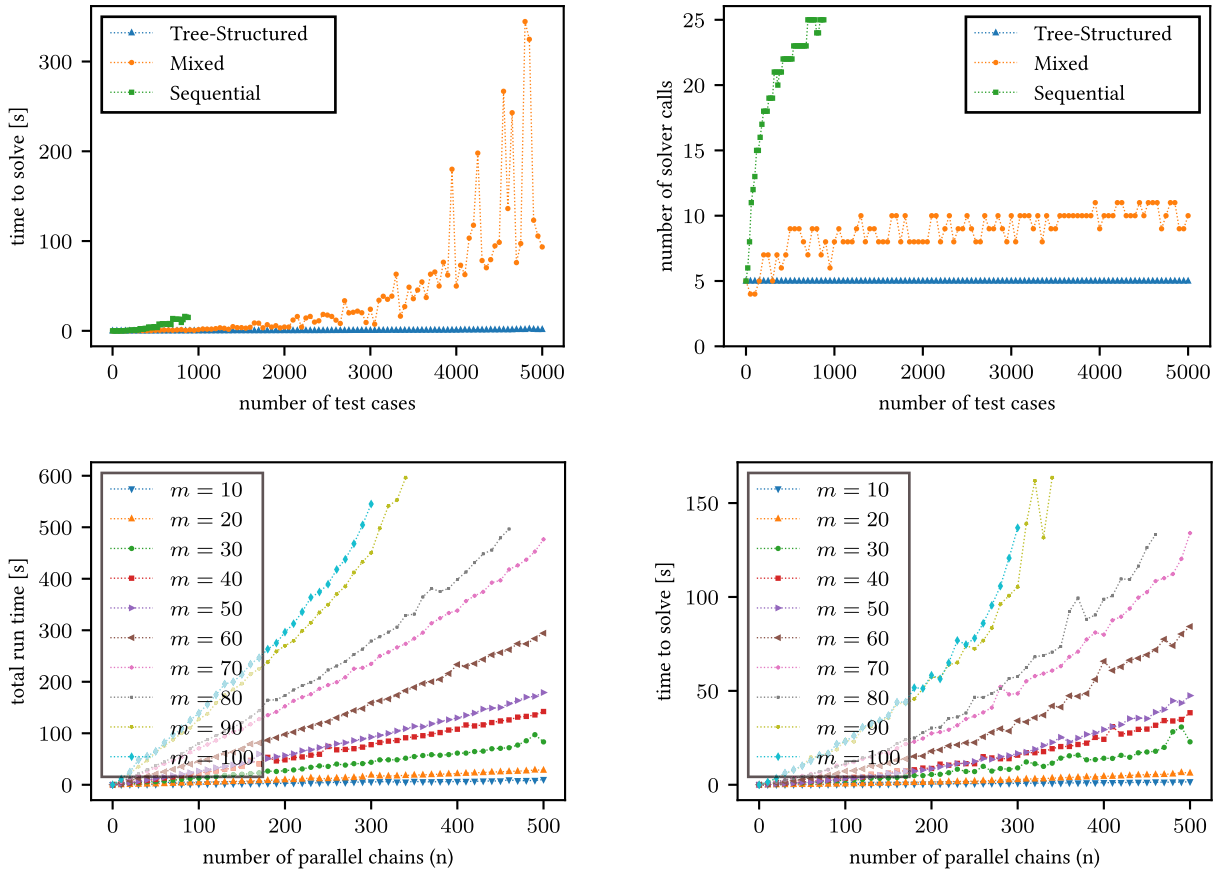 300
200
100
0
time to solve [s]
Tree-Structured
Mixed
Sequential
0 1000 2000 3000 4000 5000
number of test cases
25
20
15
10
5
0
number of solver calls
Tree-Structured
Mixed
Sequential
0 1000 2000 3000 4000 5000
number of test cases
600
500
400
300
200
100
0
total run time [s]
m = 10
m = 20
m = 30
m = 40
m = 50
m = 60
m = 70
m = 80
m = 90
m = 100
0 100 200 300 400 500
number of parallel chains (n)
150
100
50
0
time to solve [s]
m = 10
m = 20
m = 30
m = 40
m = 50
m = 60
m = 70
m = 80
m = 90
m = 100
0 100 200 300 400 500
number of parallel chains (n)